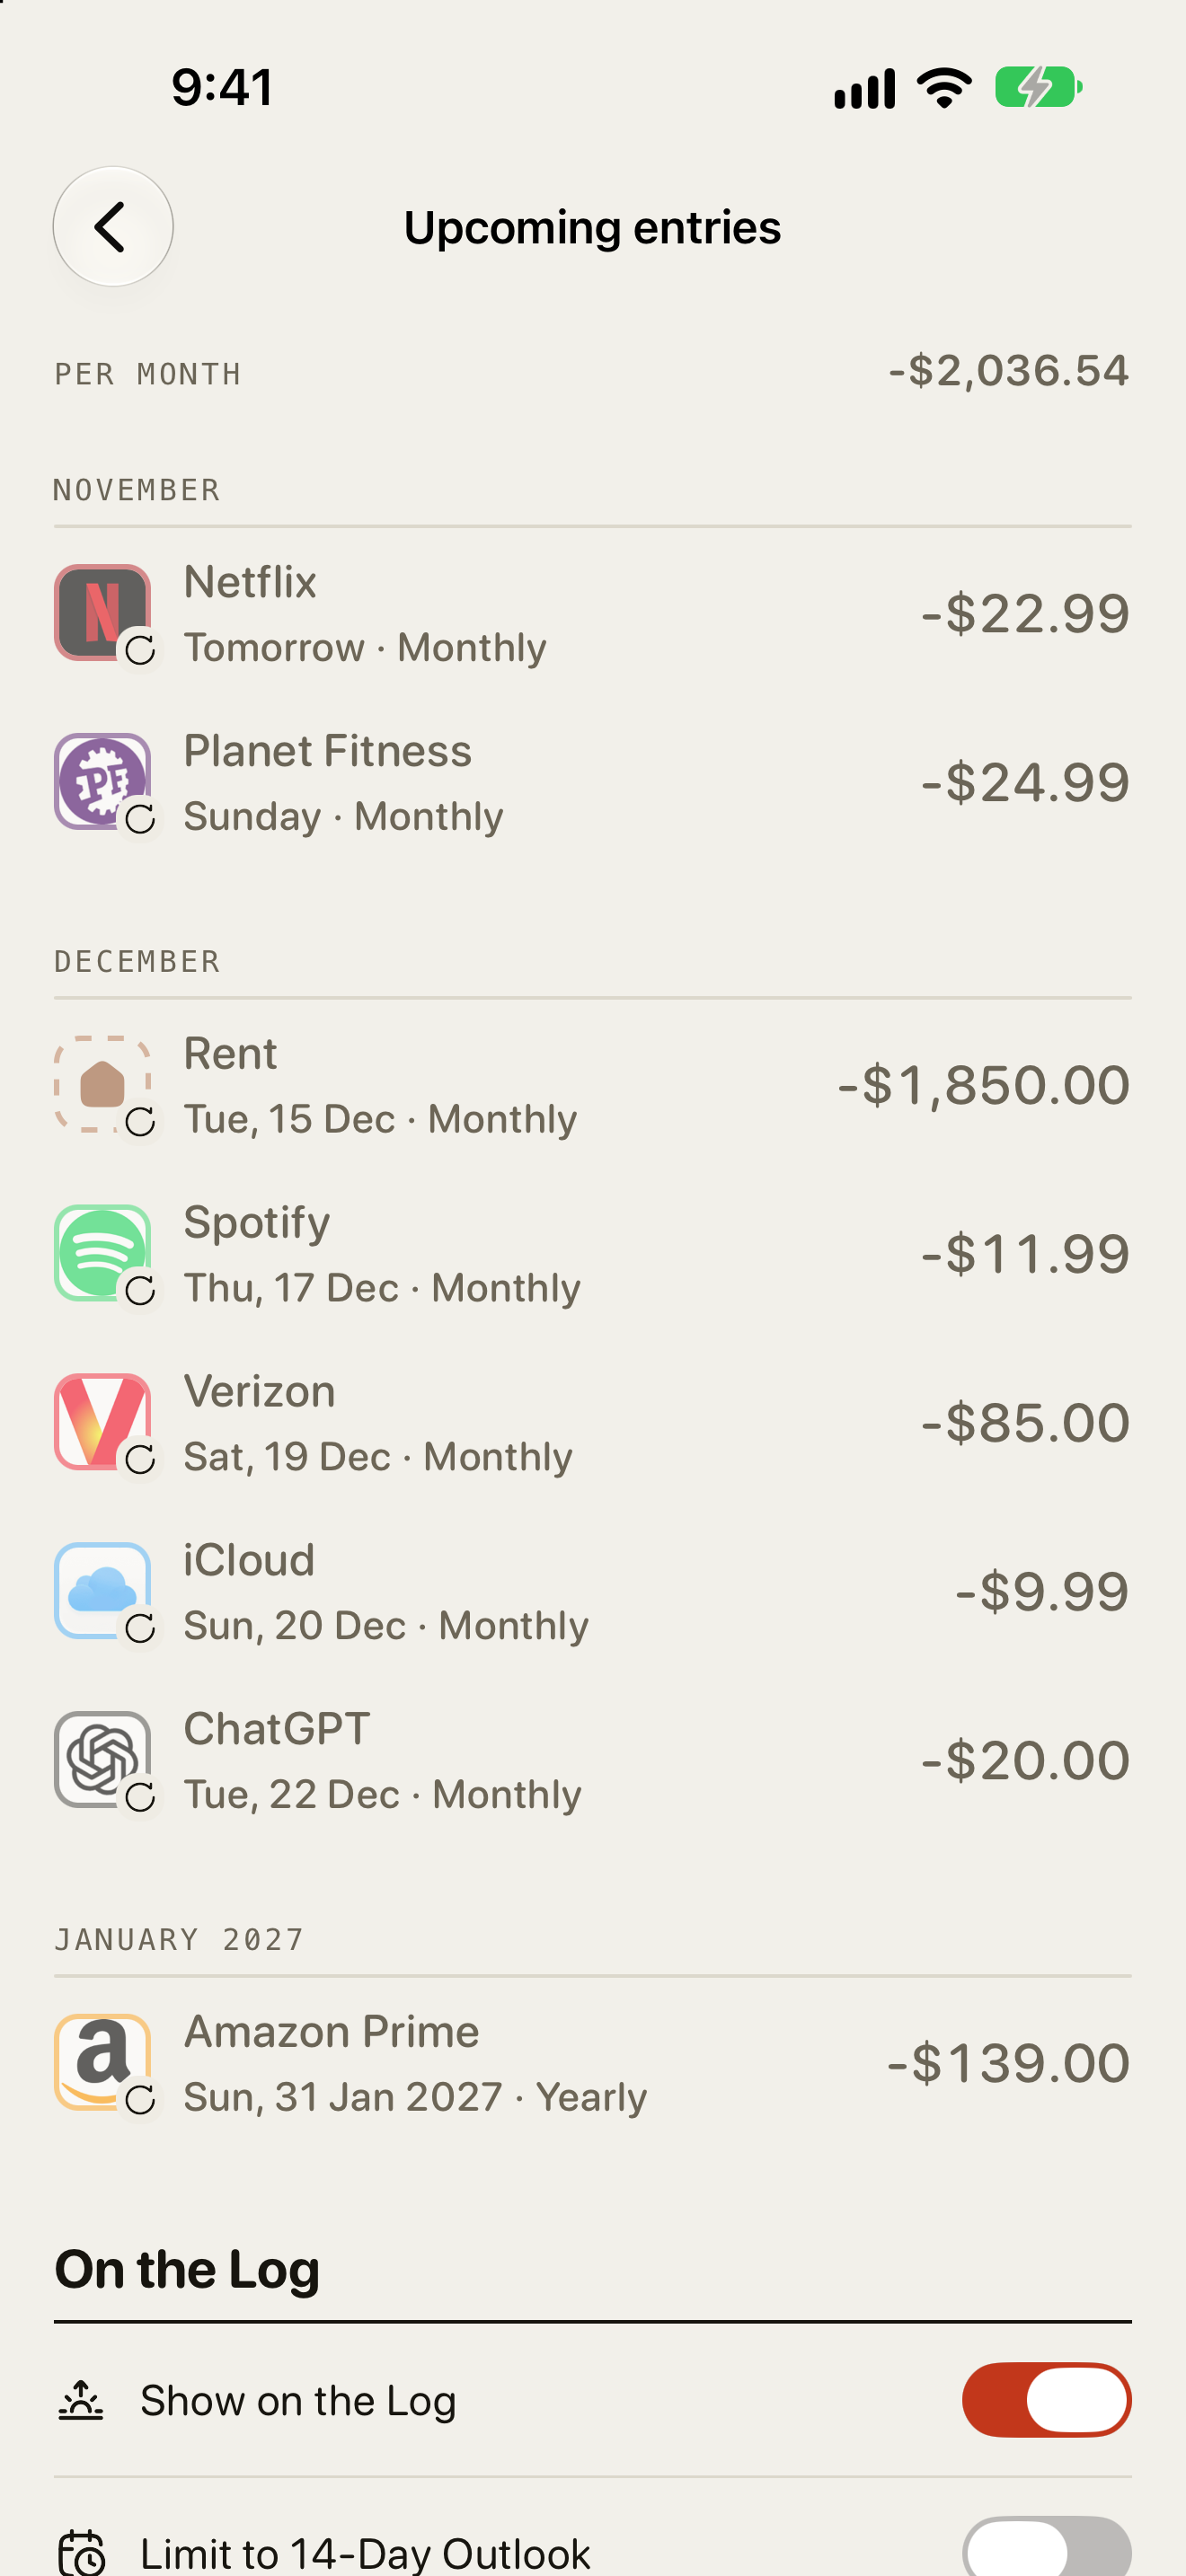 9:41
Upcoming entries
PER MONTH -$2,036.54
NOVEMBER
N
Netflix
Tomorrow · Monthly
-$22.99
PF
Planet Fitness
Sunday · Monthly
-$24.99
DECEMBER
Rent
Tue, 15 Dec · Monthly
-$1,850.00
Spotify
Thu, 17 Dec · Monthly
-$11.99
Verizon
Sat, 19 Dec · Monthly
-$85.00
iCloud
Sun, 20 Dec · Monthly
-$9.99
ChatGPT
Tue, 22 Dec · Monthly
-$20.00
JANUARY 2027
a
Amazon Prime
Sun, 31 Jan 2027 · Yearly
-$139.00
On the Log
Show on the Log
Limit to 14-Day Outlook